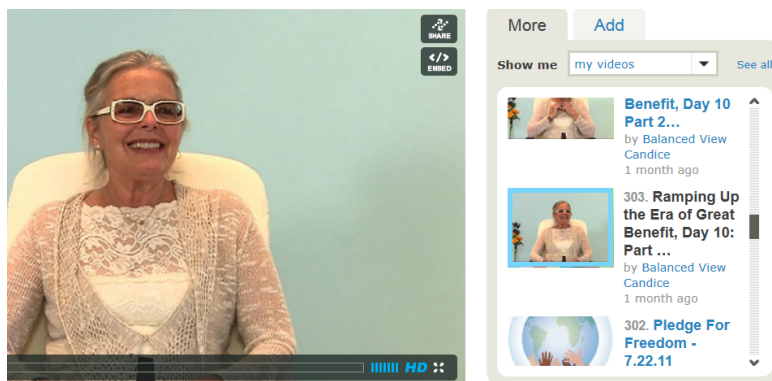 SHARE
</>
EMBED
HD
More
Add
Show me
my videos
See all
Benefit, Day 10
Part 2...
by Balanced View
Candice
1 month ago
303. Ramping Up
the Era of Great
Benefit, Day 10:
Part ...
by Balanced View
Candice
1 month ago
302. Pledge For
Freedom -
7.22.11